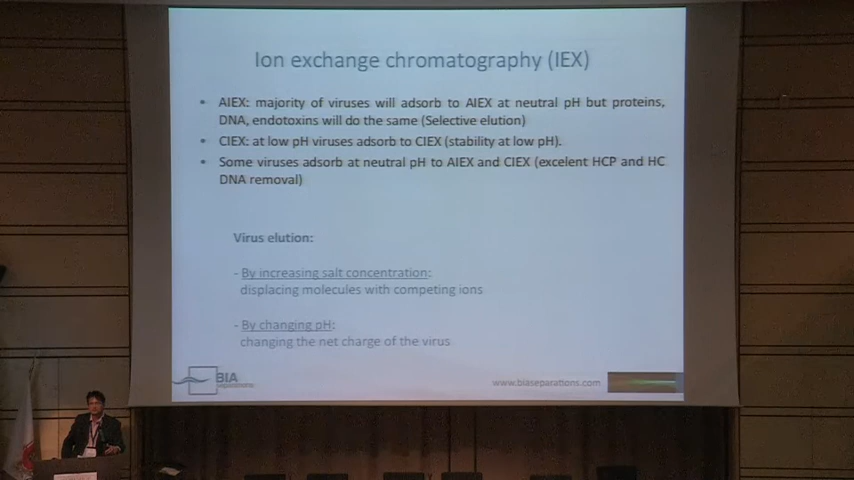 Ion exchange chromatography (IEX)
• AIEX: majority of viruses will adsorb to AIEX at neutral pH but proteins,
DNA, endotoxins will do the same (Selective elution)
• CIEX: at low pH viruses adsorb to CIEX (stability at low pH).
• Some viruses adsorb at neutral pH to AIEX and CIEX (excelent HCP and HC
DNA removal)
Virus elution:
- By increasing salt concentration:
displacing molecules with competing ions
- By changing pH:
changing the net charge of the virus
BIA
separations
www.biaseparations.com